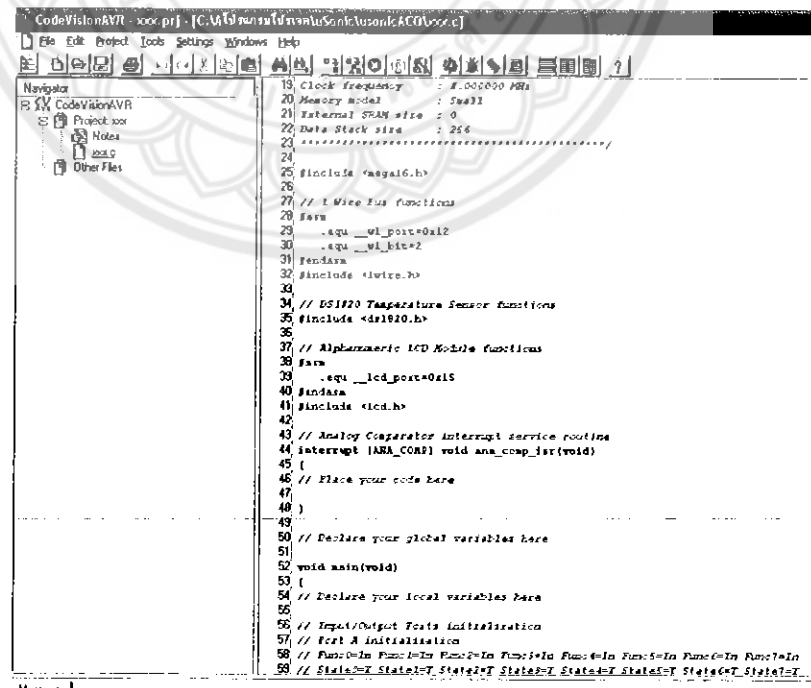 CodeVisionAVR - xxx.prj - [C:\
File Edit Project Tools Settings Windows Help
Navigator
CodeVisionAVR
Project: xxx
Notes
xxx.c
Other Files
19 Clock frequency : 8.000000 MHz
20 Memory model : Small
21 External SRAM size : 0
22 Data Stack size : 256
23 *****************************************************/
24
25 #include <mega16.h>
26
27 // 1 Wire Bus functions
28 #asm
29 .equ __w1_port=0x12
30 .equ __w1_bit=2
31 #endasm
32 #include <1wire.h>
33
34 // DS1820 Temperature Sensor functions
35 #include <ds1820.h>
36
37 // Alphanumeric LCD Module functions
38 #asm
39 .equ __lcd_port=0x15
40 #endasm
41 #include <lcd.h>
42
43 // Analog Comparator interrupt service routine
44 interrupt [ANA_COMP] void ana_comp_isr(void)
45 {
46 // Place your code here
47
48 }
49
50 // Declare your global variables here
51
52 void main(void)
53 {
54 // Declare your local variables here
55
56 // Input/Output Ports initialization
57 // Port A initialization
58 // Func0=In Func1=In Func2=In Func3=In Func4=In Func5=In Func6=In Func7=In
59 // State0=T State1=T State2=T State3=T State4=T State5=T State6=T State7=T